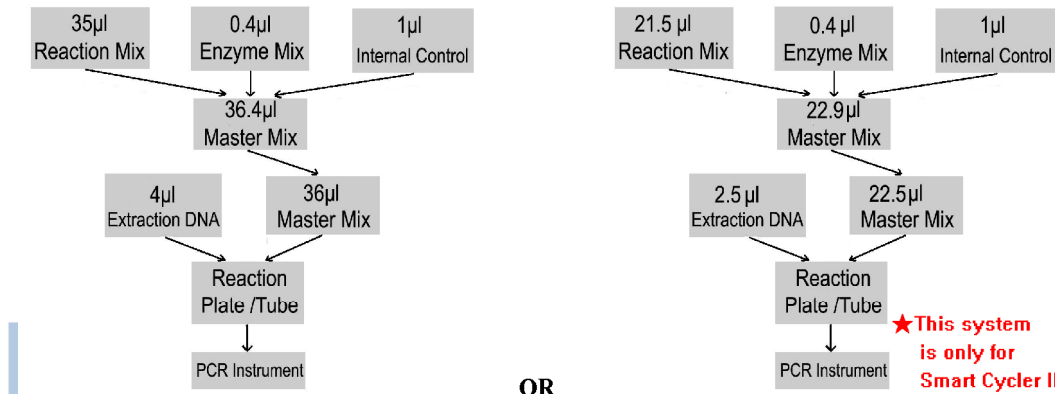 35µl
Reaction Mix
0.4µl
Enzyme Mix
1µl
Internal Control
36.4µl
Master Mix
4µl
Extraction DNA
36µl
Master Mix
Reaction
Plate /Tube
PCR Instrument
OR
21.5 µl
Reaction Mix
0.4 µl
Enzyme Mix
1µl
Internal Control
22.9µl
Master Mix
2.5 µl
Extraction DNA
22.5µl
Master Mix
Reaction
Plate /Tube
PCR Instrument
★This system
is only for
Smart Cycler II